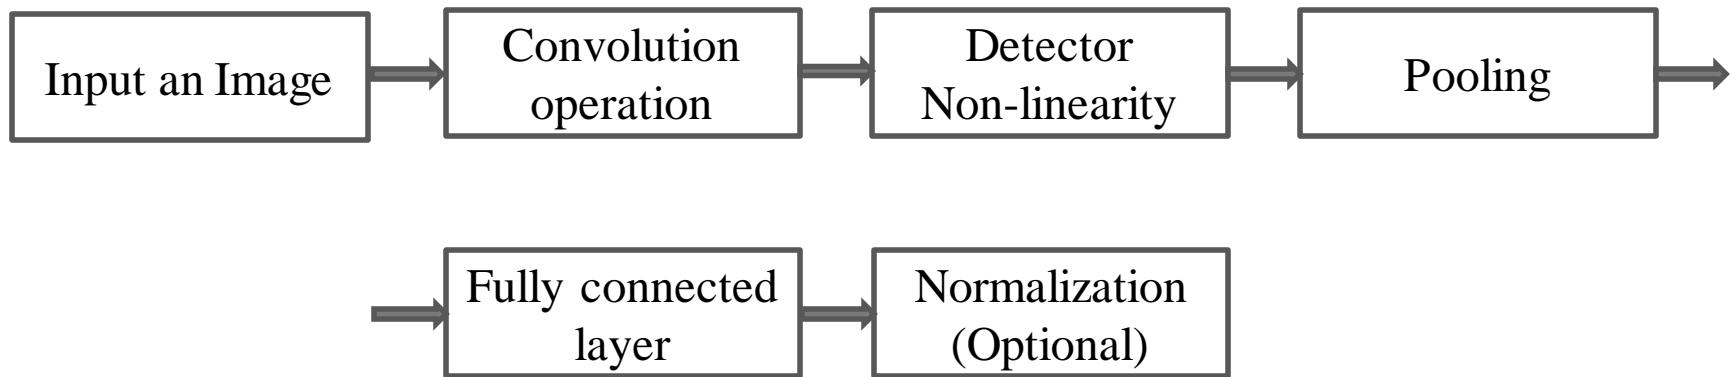 Input an Image
Convolution
operation
Detector
Non-linearity
Pooling
Fully connected
layer
Normalization
(Optional)